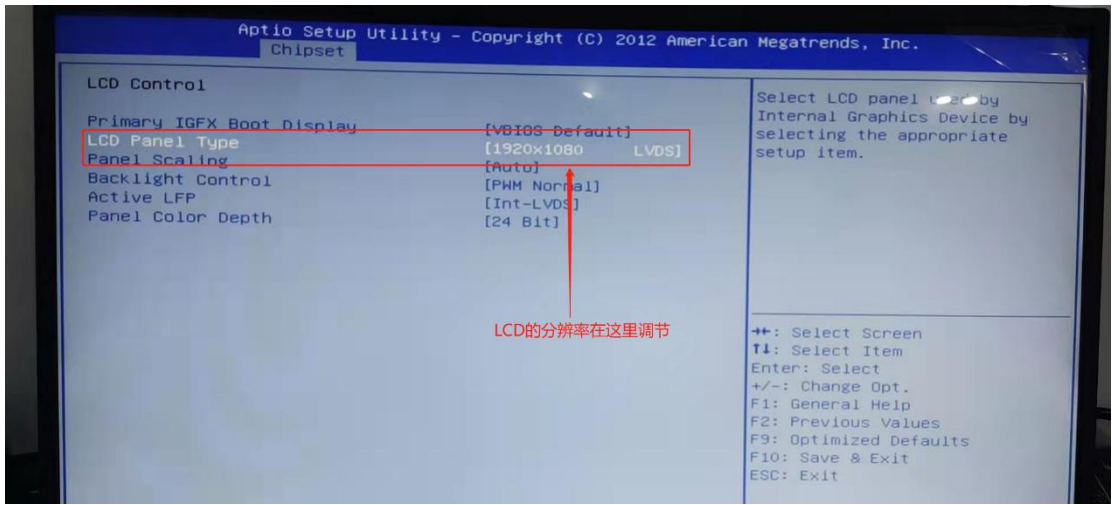 Aptio Setup Utility – Copyright (C) 2012 American Megatrends, Inc.
Chipset
LCD Control
Primary IGFX Boot Display [VBIOS Default]
LCD Panel Type [1920x1080 LVDS]
Panel Scaling [Auto]
Backlight Control [PWM Normal]
Active LFP [Int-LVDS]
Panel Color Depth [24 Bit]
LCD的分辨率在这里调节
Select LCD panel used by
Internal Graphics Device by
selecting the appropriate
setup item.
→←: Select Screen
↑↓: Select Item
Enter: Select
+/-: Change Opt.
F1: General Help
F2: Previous Values
F9: Optimized Defaults
F10: Save & Exit
ESC: Exit